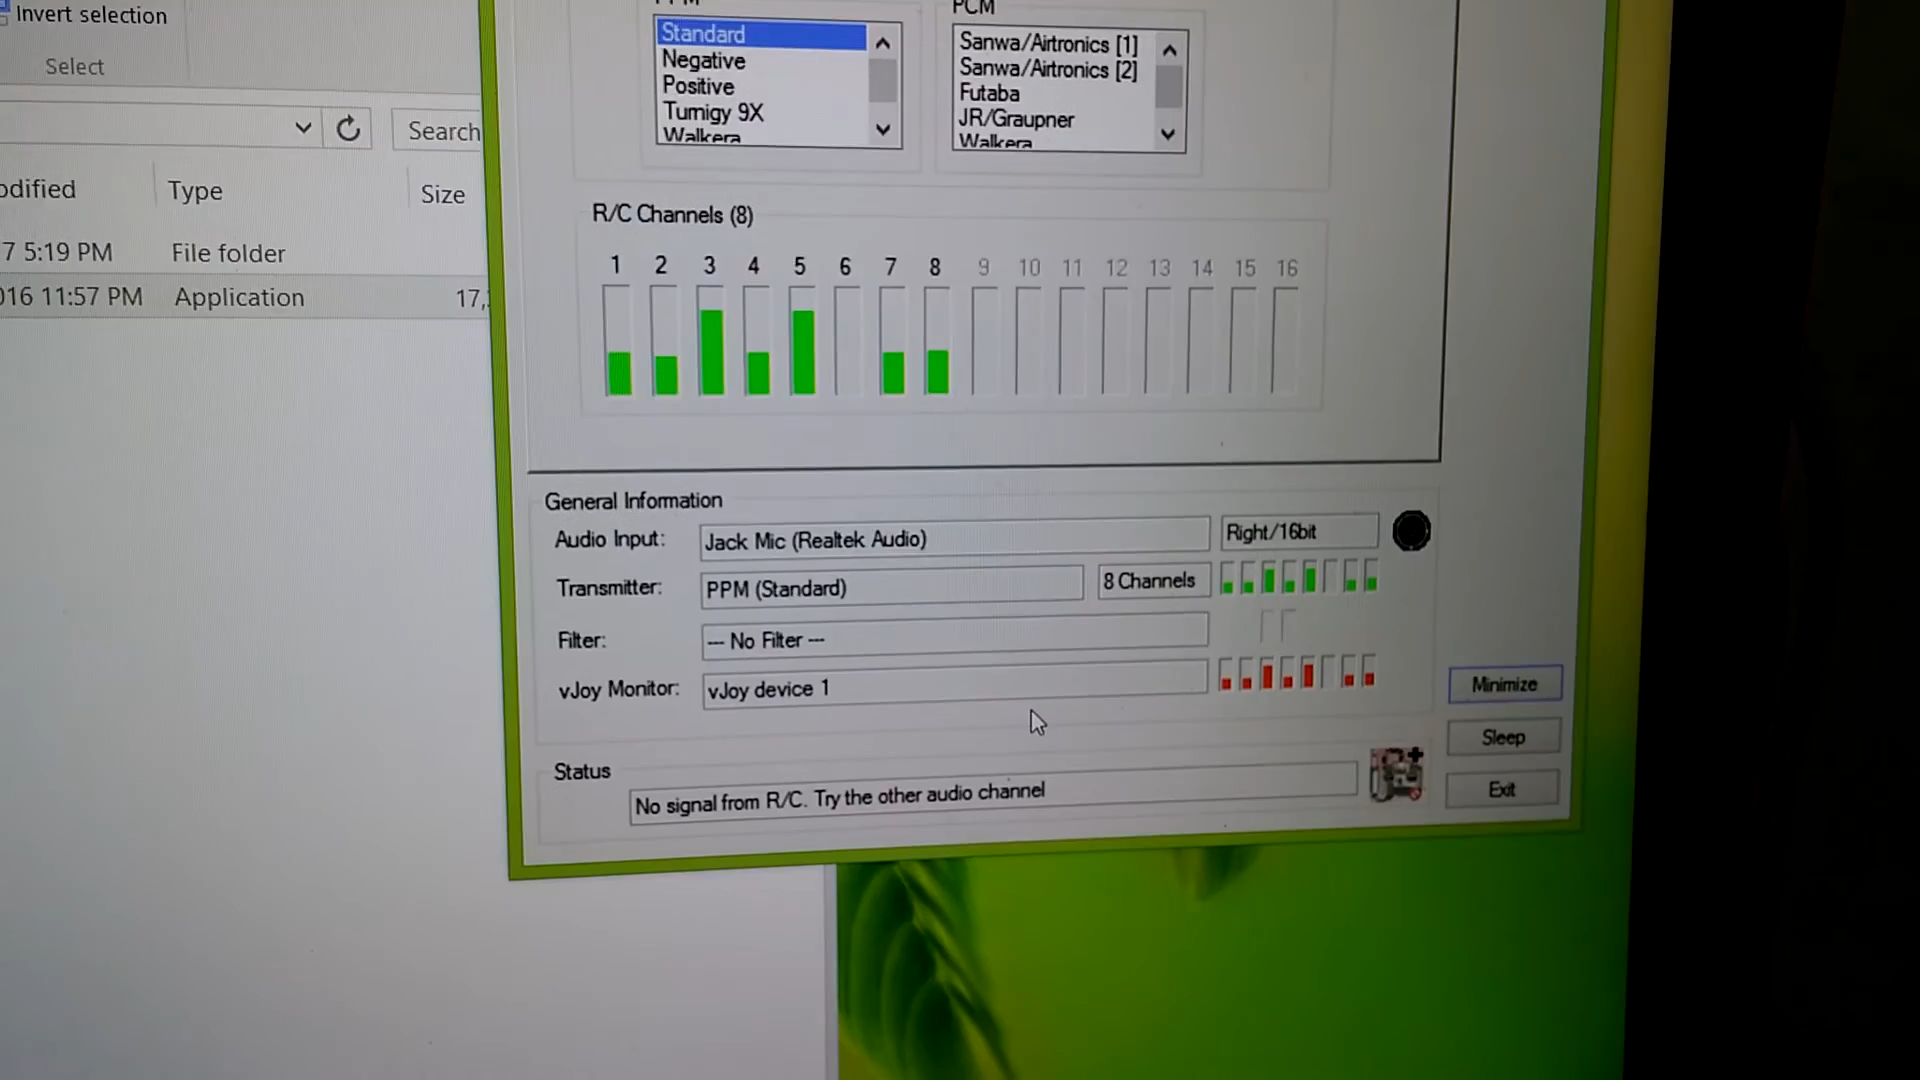 Invert selection
Select
Search
Type
Size
7 5:19 PM
File folder
016 11:57 PM
Application
17,
PCM
Standard
Negative
Positive
Turnigy 9X
Walkera
Sanwa/Airtronics [1]
Sanwa/Airtronics [2]
Futaba
JR/Graupner
Walkera
R/C Channels (8)
1 2 3 4 5 6 7 8 9 10 11 12 13 14 15 16
General Information
Audio Input:
Jack Mic (Realtek Audio)
Right/16bit
Transmitter:
PPM (Standard)
8 Channels
Filter:
--- No Filter ---
vJoy Monitor:
vJoy device 1
Minimize
Sleep
Status
No signal from R/C. Try the other audio channel
Exit